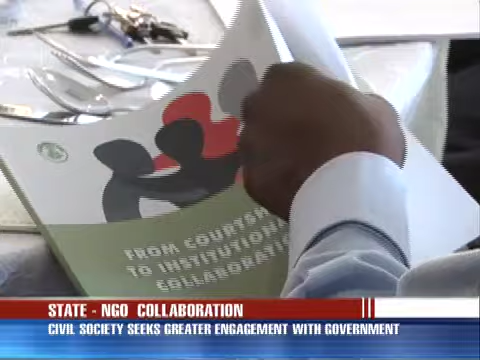 FROM COURTSH
TO INSTITUTIONA
COLLABORATIO
STATE - NGO COLLABORATION
CIVIL SOCIETY SEEKS GREATER ENGAGEMENT WITH GOVERNMENT